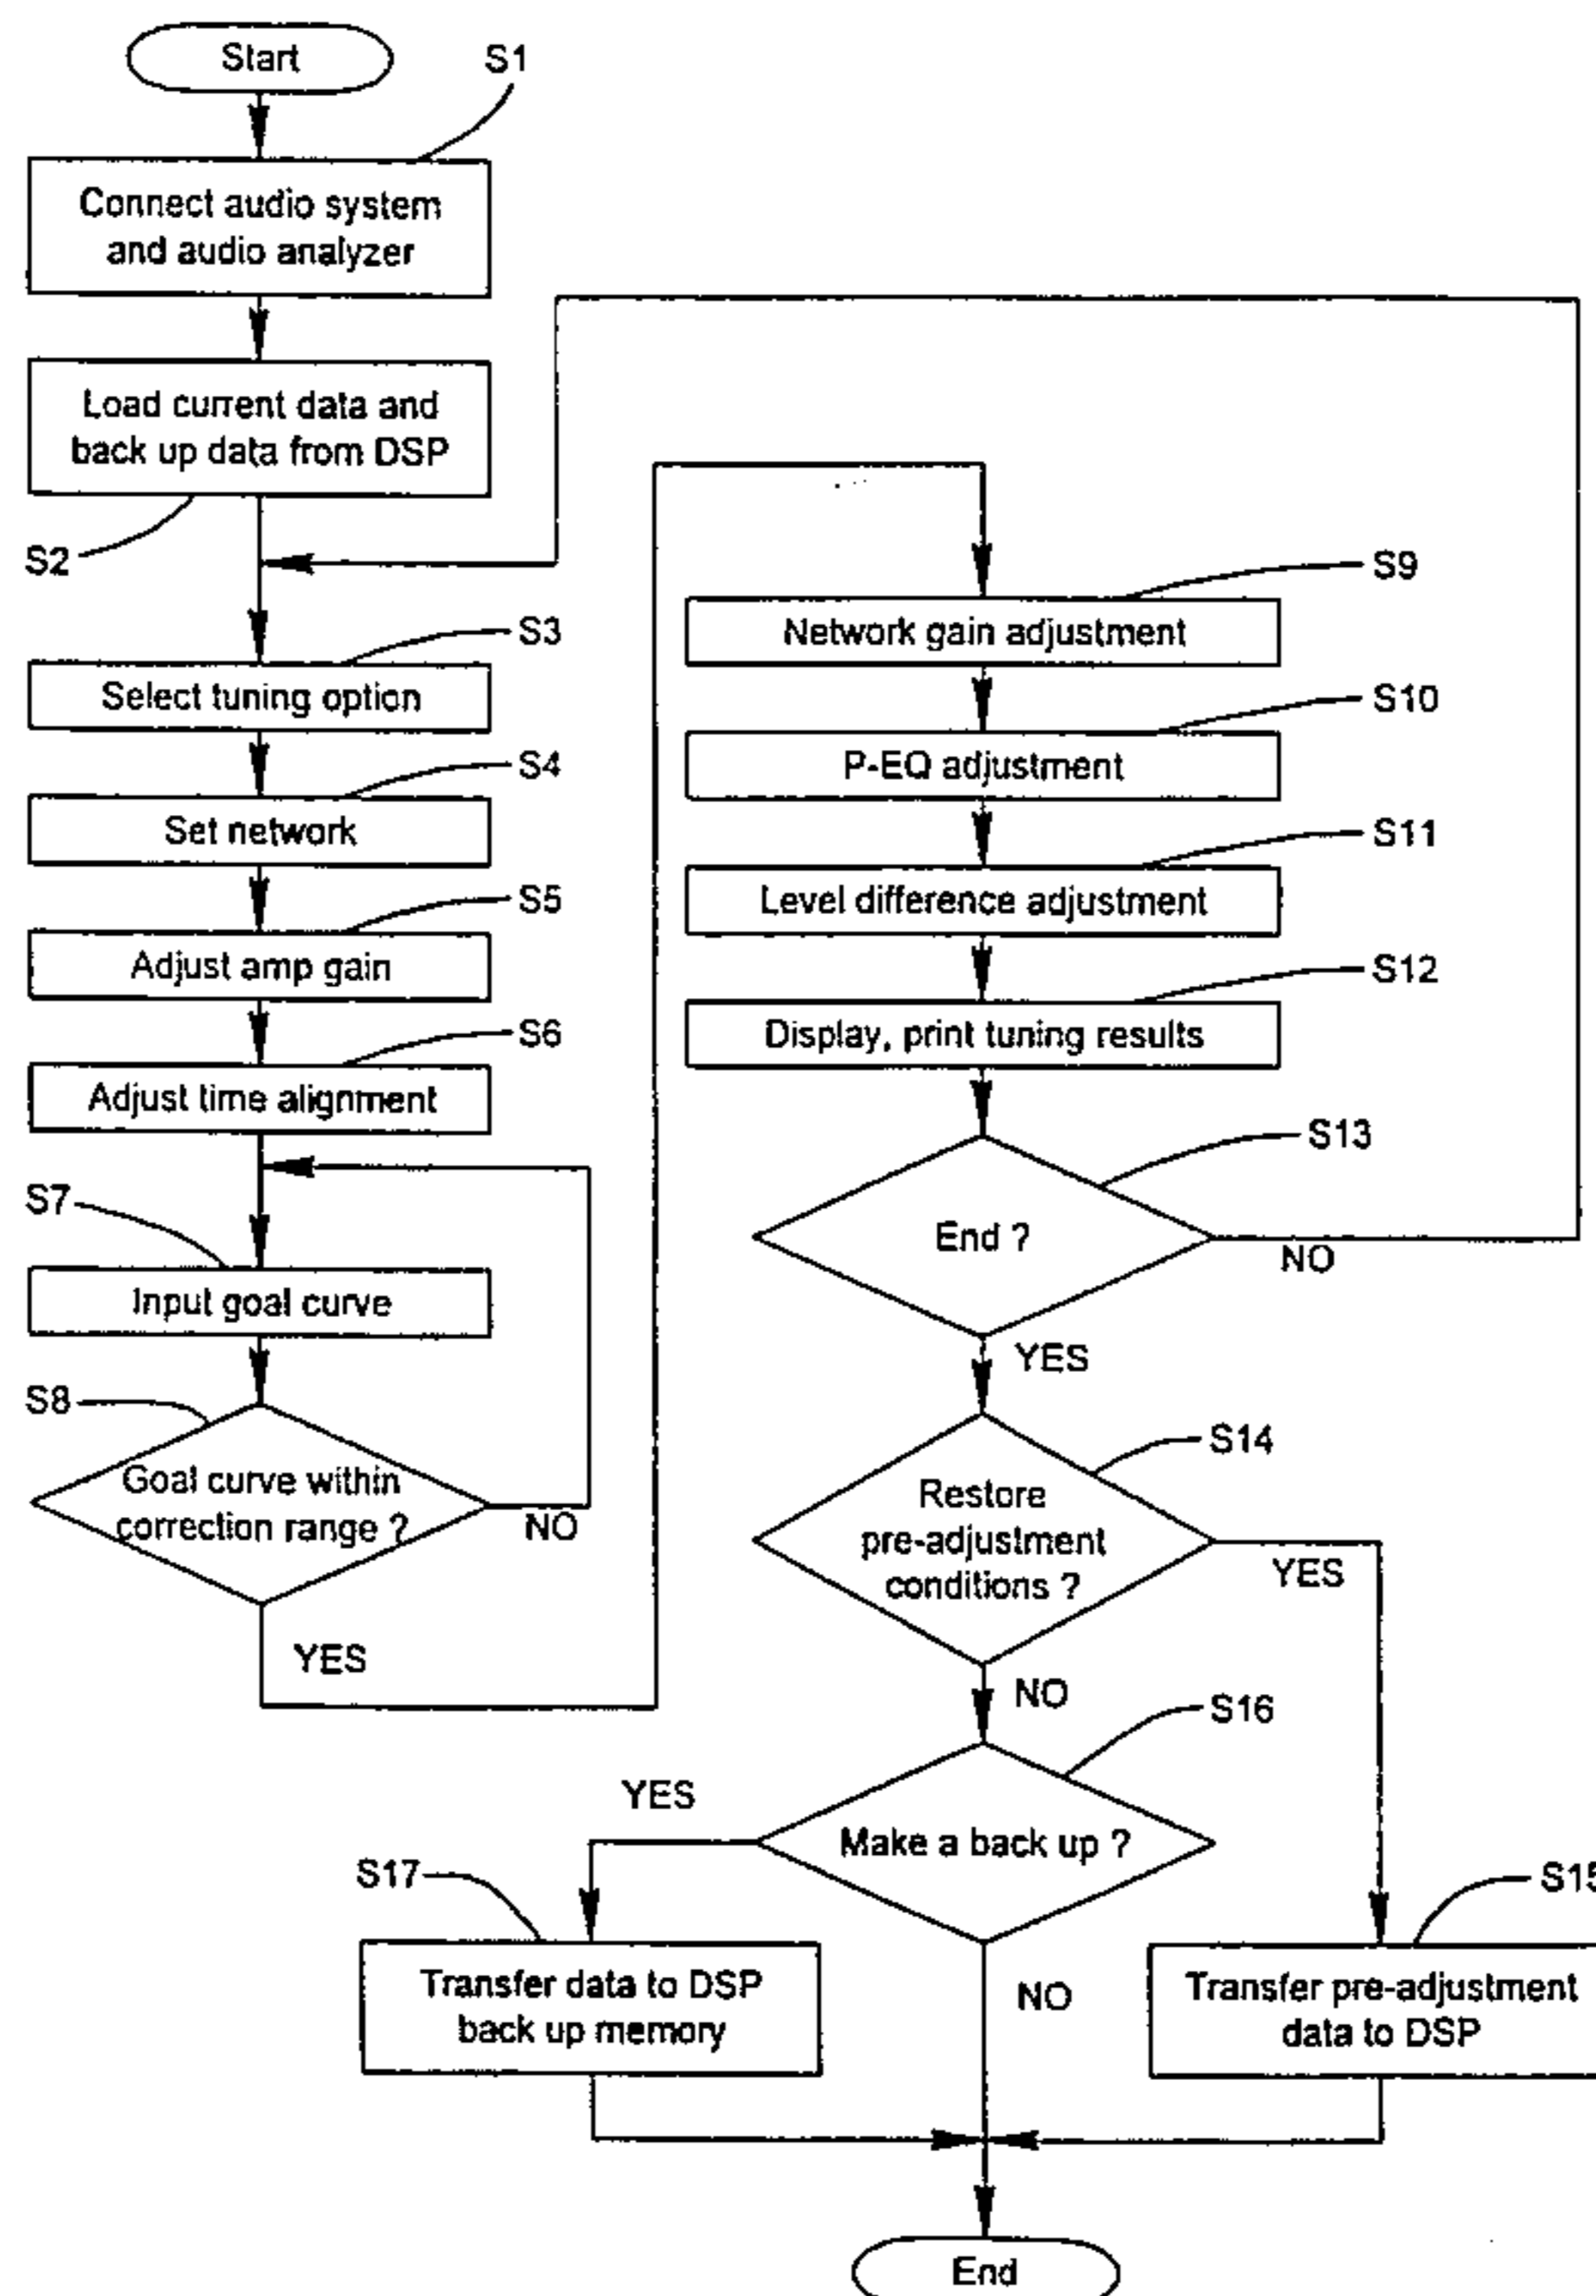 Start
S1
Connect audio system
and audio analyzer
Load current data and
back up data from DSP
S2
S3
Select tuning option
S4
Set network
S5
Adjust amp gain
S6
Adjust time alignment
S7
Input goal curve
S8
Goal curve within
correction range ?
NO
YES
S9
Network gain adjustment
S10
P-EQ adjustment
S11
Level difference adjustment
S12
Display, print tuning results
S13
End ?
NO
YES
S14
Restore
pre-adjustment
conditions ?
YES
NO
S16
Make a back up ?
YES
NO
S17
Transfer data to DSP
back up memory
S15
Transfer pre-adjustment
data to DSP
End